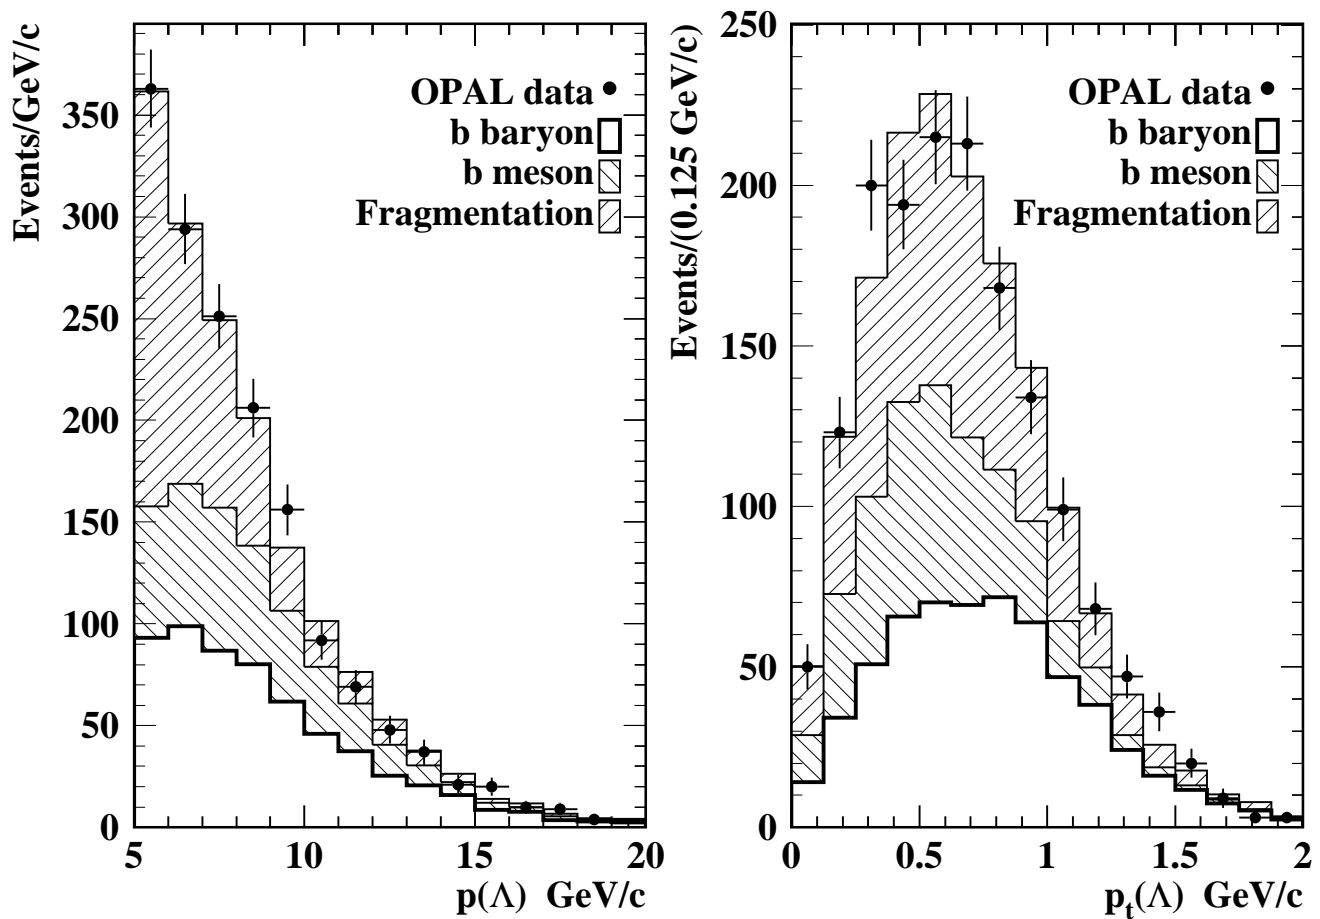 Events/GeV/c
350
300
250
200
150
100
50
0
5
10
15
20
p(Λ) GeV/c
OPAL data
b baryon
b meson
Fragmentation
Events/(0.125 GeV/c)
250
200
150
100
50
0
0
0.5
1
1.5
2
p_t(Λ) GeV/c
OPAL data
b baryon
b meson
Fragmentation